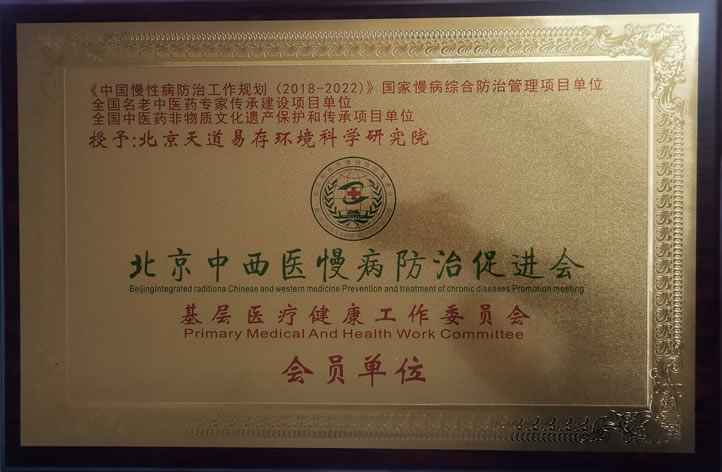 《中国慢性病防治工作规划（2018-2022）》国家慢病综合防治管理项目单位
全国名老中医药专家传承建设项目单位
全国中医药非物质文化遗产保护和传承项目单位
授予:北京天道易存环境科学研究院
北京中西医慢病防治促进会
BeijingIntegrated raditiona Chinese and western medicine Prevention and treatment of chronic diseases Promotion meeting
基层医疗健康工作委员会
Primary Medical And Health Work Committee
会员单位